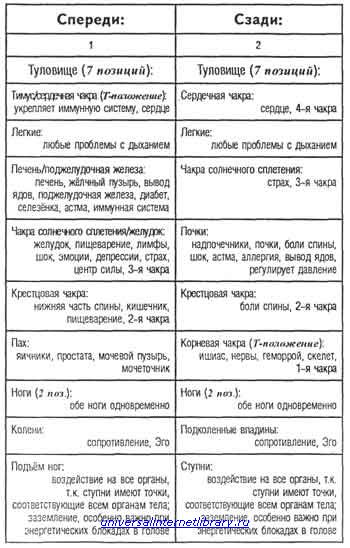 Спереди:
Сзади:
1
2
Туловище (7 позиций):
Туловище (7 позиций):
Тимус/сердечная чакра (Т-положение):
укрепляет иммунную систему, сердце
Сердечная чакра:
сердце, 4-я чакра
Легкие:
любые проблемы с дыханием
Легкие:
любые проблемы с дыханием
Печень/поджелудочная железа:
печень, жёлчный пузырь, вывод
ядов, поджелудочная железа, диабет,
селезёнка, астма, иммунная система
Чакра солнечного сплетения:
страх, 3-я чакра
Чакра солнечного сплетения/желудок:
желудок, пищеварение, лимфы,
шок, эмоции, депрессии, страх,
центр силы, 3-я чакра
Почки:
надпочечники, почки, боли спины,
шок, астма, аллергия, вывод ядов,
регулирует давление
Крестцовая чакра:
нижняя часть спины, кишечник,
пищеварение, 2-я чакра
Крестцовая чакра:
боли спины, 2-я чакра
Пах:
яичники, простата, мочевой пузырь,
мочеточник
Корневая чакра (Т-положение):
ишиас, нервы, геморрой, скелет,
1-я чакра
Ноги (2 поз.):
обе ноги одновременно
Ноги (2 поз.):
обе ноги одновременно
Колени:
сопротивление, Эго
Подколенные впадины:
сопротивление, Эго
Подъём ног:
воздействие на все органы,
т.к. ступни имеют точки,
соответствующие всем органам тела;
заземление, особенно важно при
энергетических блокадах в голове
Ступни:
воздействие на все органы, т.к.
ступни имеют точки,
соответствующие всем органам тела;
заземление, особенно важно при
энергетических блокадах в голове
universalinternetlibrary.ru